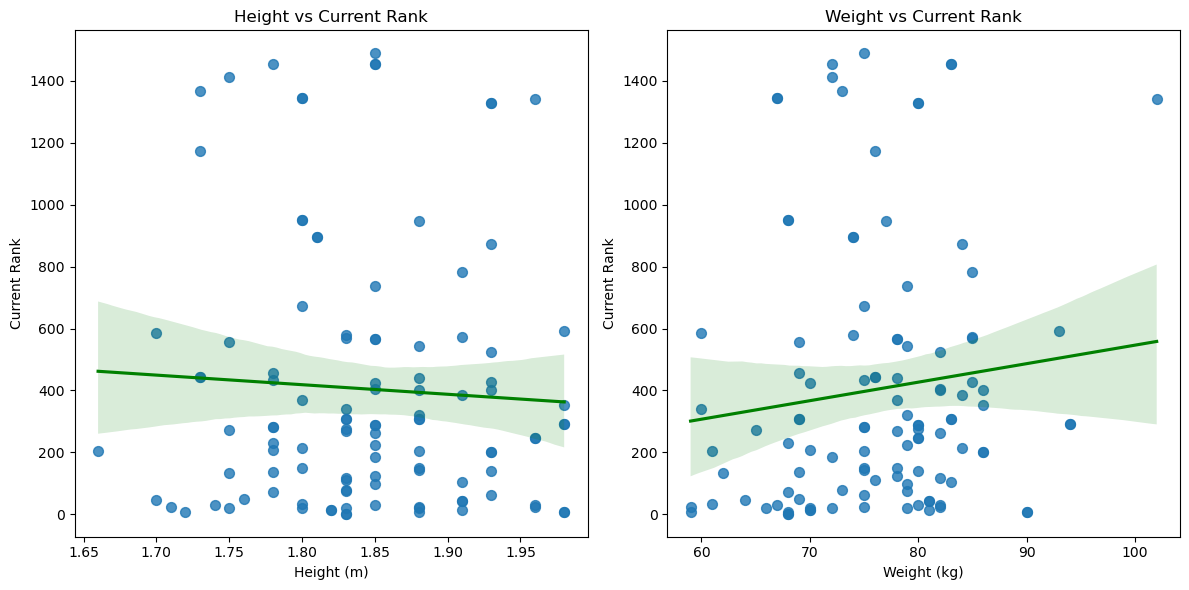 Height vs Current Rank
Current Rank
1400
1200
1000
800
600
400
200
0
1.65 1.70 1.75 1.80 1.85 1.90 1.95
Height (m)
Weight vs Current Rank
Current Rank
1400
1200
1000
800
600
400
200
0
60 70 80 90 100
Weight (kg)